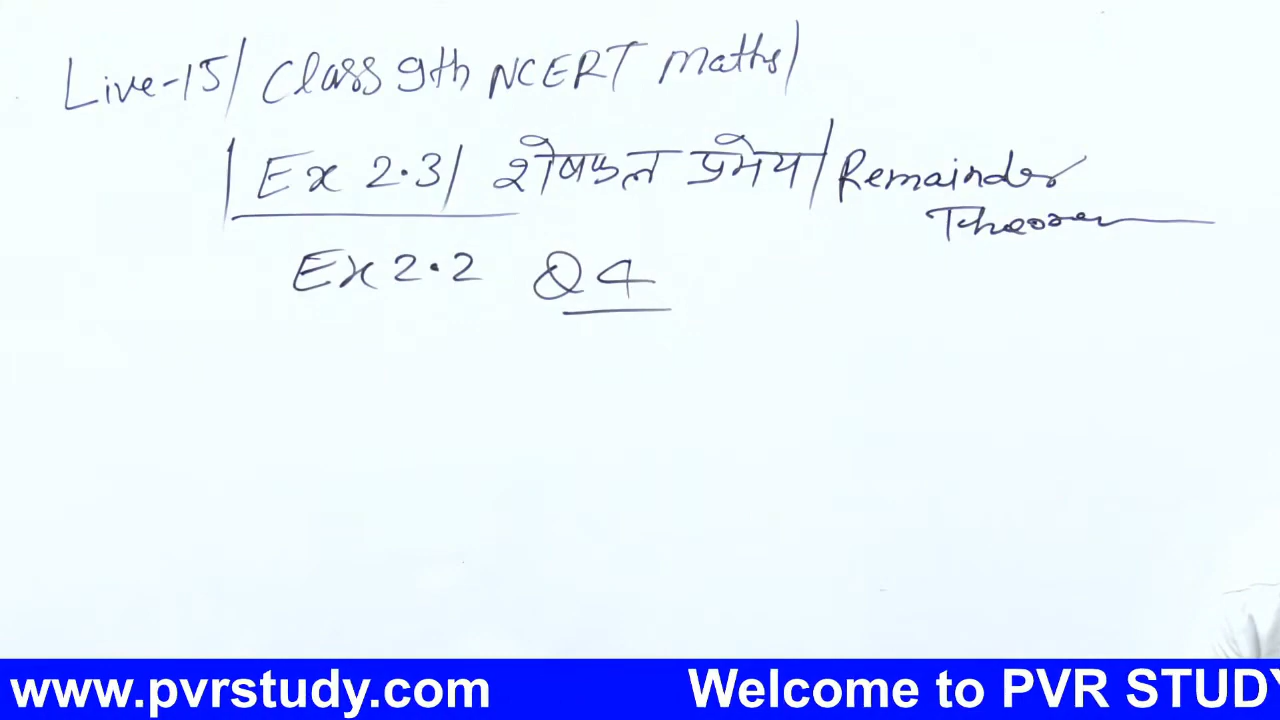 Live-15/ Class 9th NCERT Maths/
| Ex 2.3/ शेषफल प्रमेय/ Remainder
Theorem
Ex 2.2 Q 4
www.pvrstudy.com Welcome to PVR STUDY